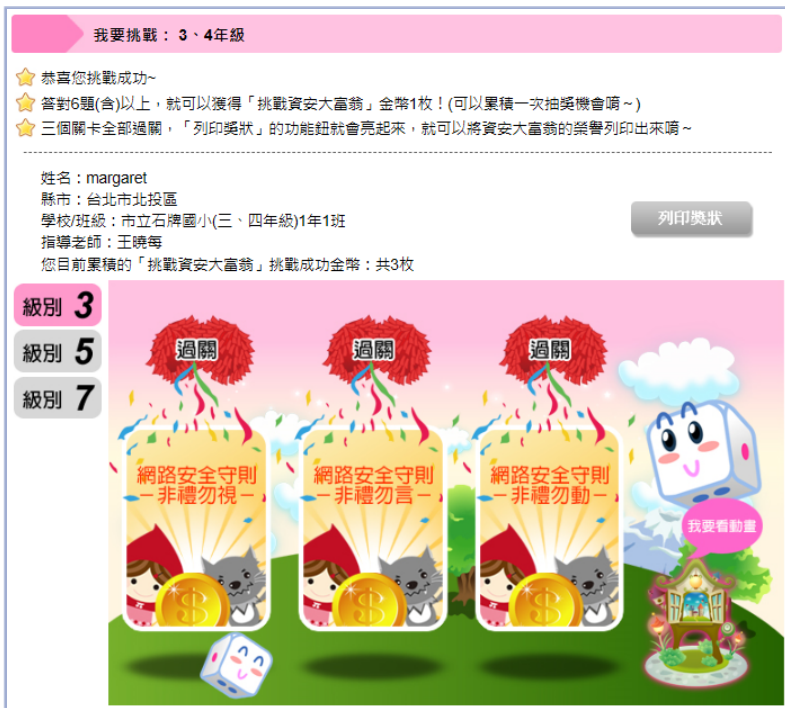 我要挑戰： 3、4年級
恭喜您挑戰成功~
答對6題(含)以上，就可以獲得「挑戰資安大富翁」金幣1枚！(可以累積一次抽獎機會唷～)
三個關卡全部過關，「列印獎狀」的功能鈕就會亮起來，就可以將資安大富翁的榮譽列印出來唷～
姓名：margaret
縣市：台北市北投區
學校/班級：市立石牌國小(三、四年級)1年1班
列印獎狀
指導老師：王曉每
您目前累積的「挑戰資安大富翁」挑戰成功金幣：共3枚
級別 3
級別 5
級別 7
過關
網路安全守則
－非禮勿視－
過關
網路安全守則
－非禮勿言－
過關
網路安全守則
－非禮勿動－
我要看動畫